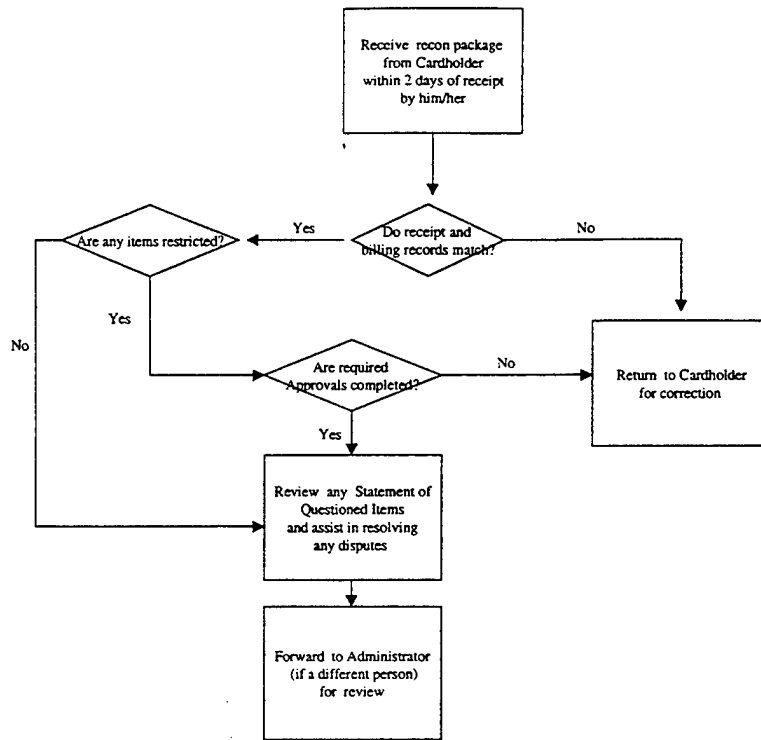 Receive recon package
from Cardholder
within 2 days of receipt
by him/her
Do receipt and
billing records match?
Yes
No
Are any items restricted?
Yes
No
Are required
Approvals completed?
No
Yes
Return to Cardholder
for correction
Review any Statement of
Questioned Items
and assist in resolving
any disputes
Forward to Administrator
(if a different person)
for review